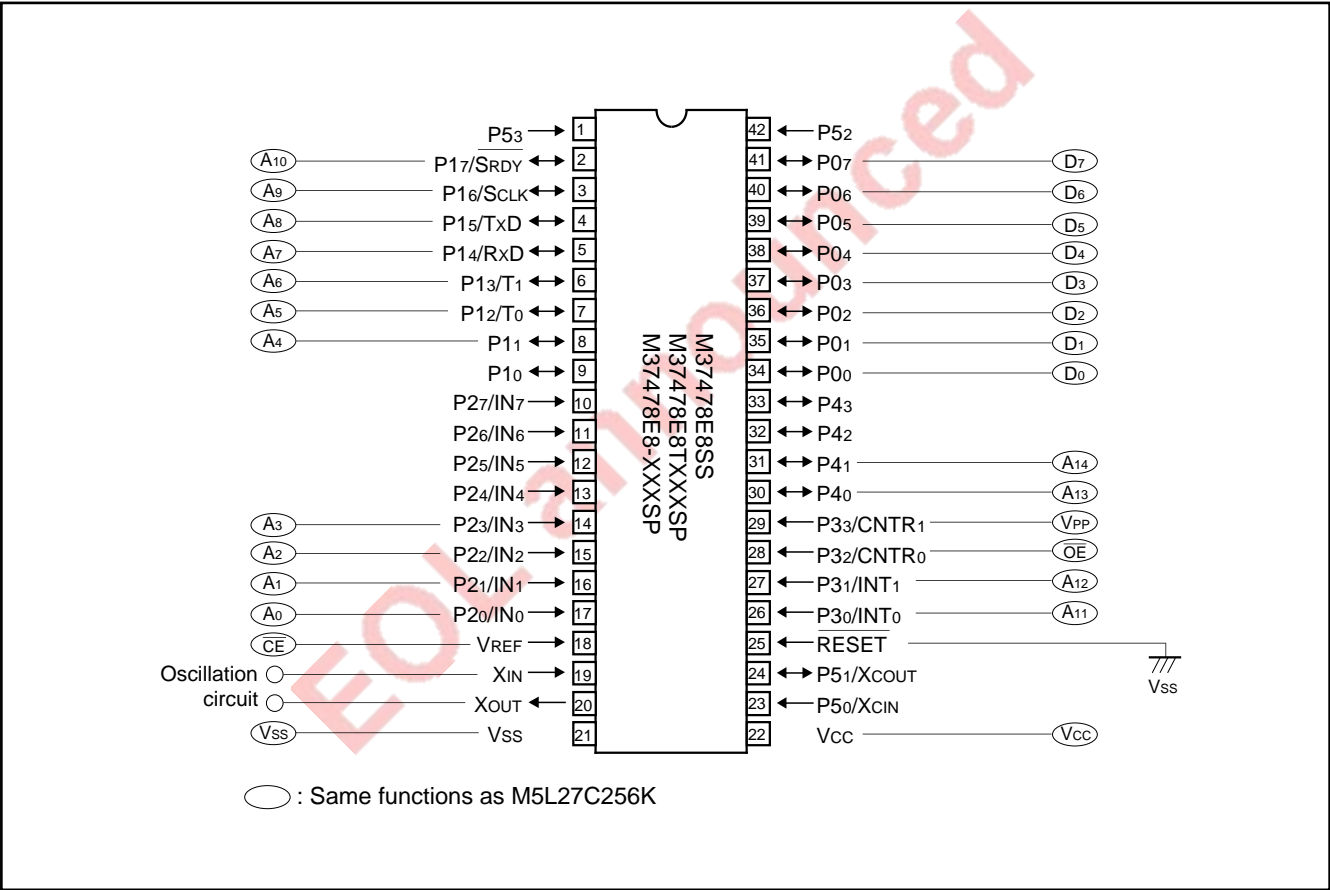 P53 1 42 P52
A10 P17/SRDY 2 41 P07 D7
A9 P16/SCLK 3 40 P06 D6
A8 P15/TXD 4 39 P05 D5
A7 P14/RXD 5 38 P04 D4
A6 P13/T1 6 37 P03 D3
A5 P12/T0 7 36 P02 D2
A4 P11 8 35 P01 D1
P10 9 34 P00 D0
P27/IN7 10 33 P43
P26/IN6 11 32 P42
P25/IN5 12 31 P41 A14
P24/IN4 13 30 P40 A13
A3 P23/IN3 14 29 P33/CNTR1 VPP
A2 P22/IN2 15 28 P32/CNTR0 OE
A1 P21/IN1 16 27 P31/INT1 A12
A0 P20/IN0 17 26 P30/INT0 A11
CE VREF 18 25 RESET
Oscillation XIN 19 24 P51/XCOUT VSS
circuit XOUT 20 23 P50/XCIN
VSS VSS 21 22 VCC VCC
M37478E8SS
M37478E8TXXXSP
M37478E8-XXXSP
: Same functions as M5L27C256K
EOL announced